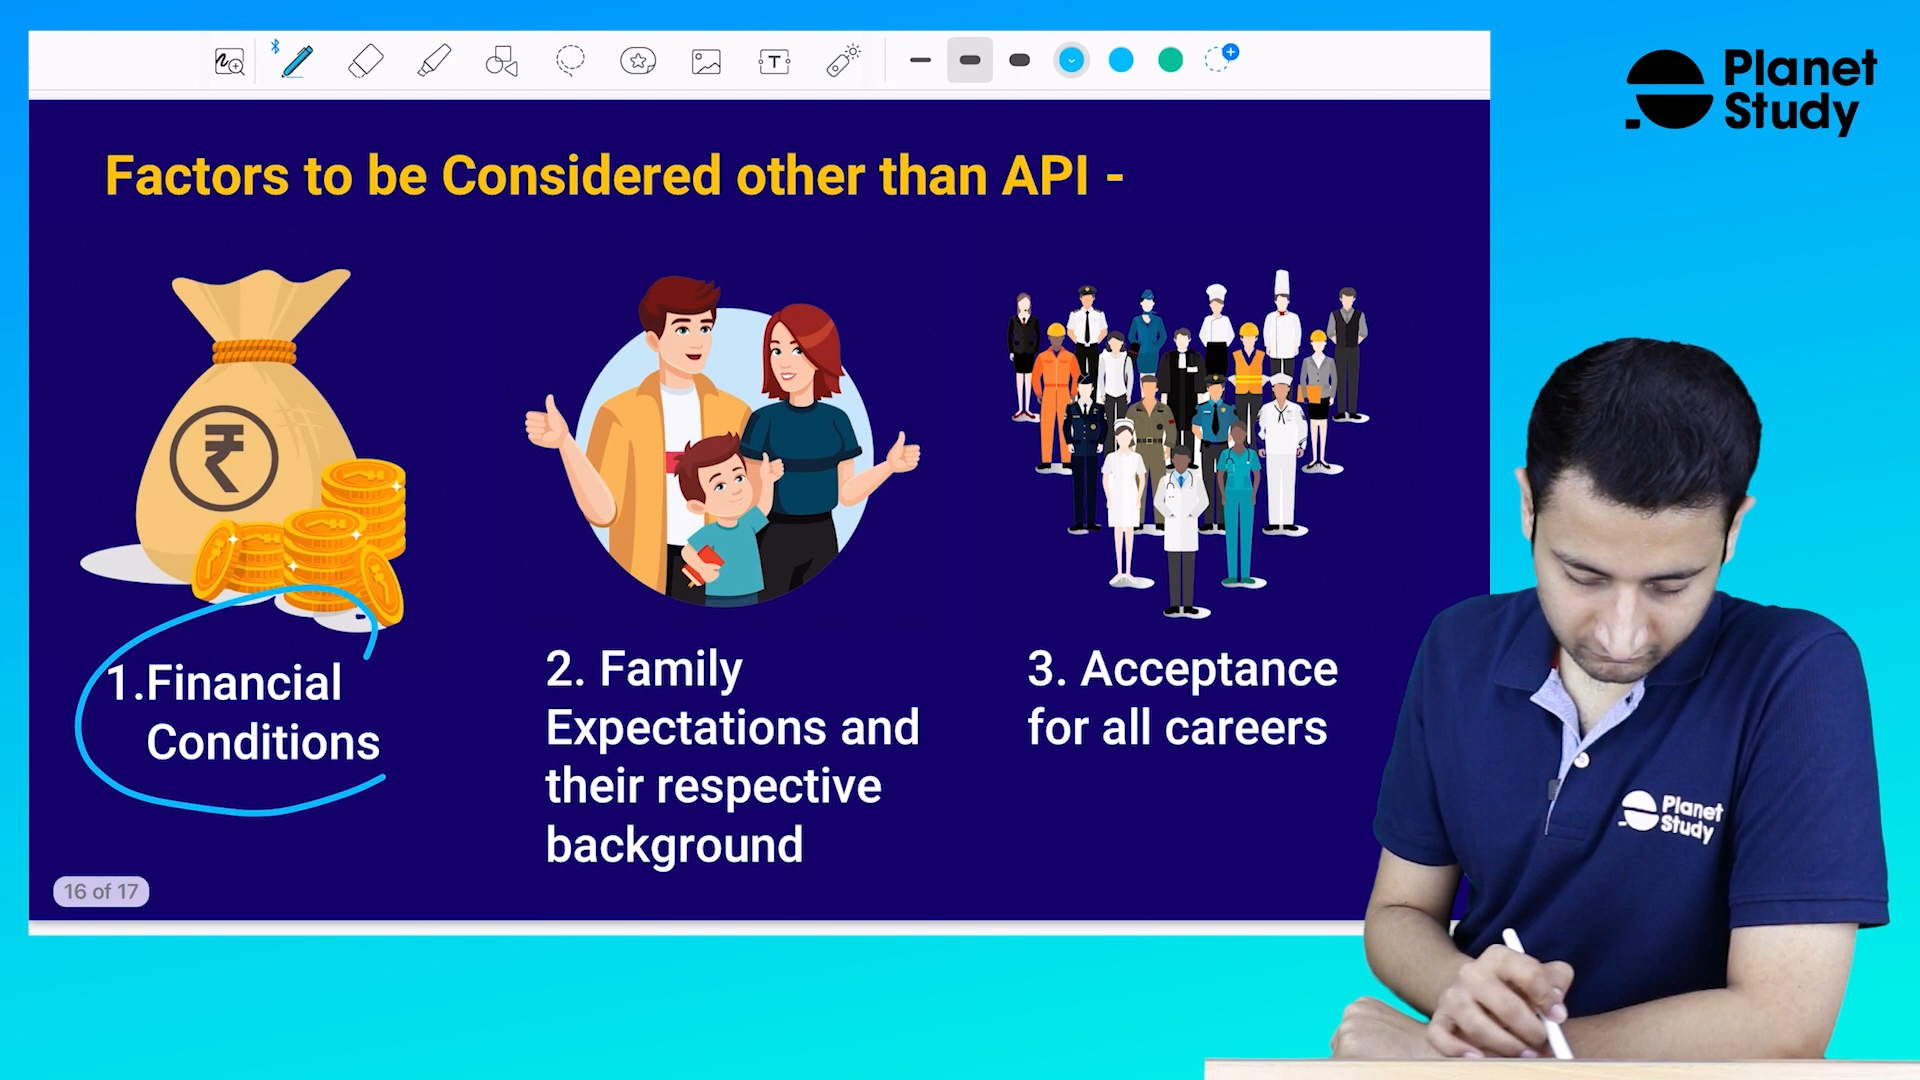 Planet
Study
Factors to be Considered other than API -
₹
1.Financial
Conditions
2. Family
Expectations and
their respective
background
3. Acceptance
for all careers
16 of 17
Planet
Study
T